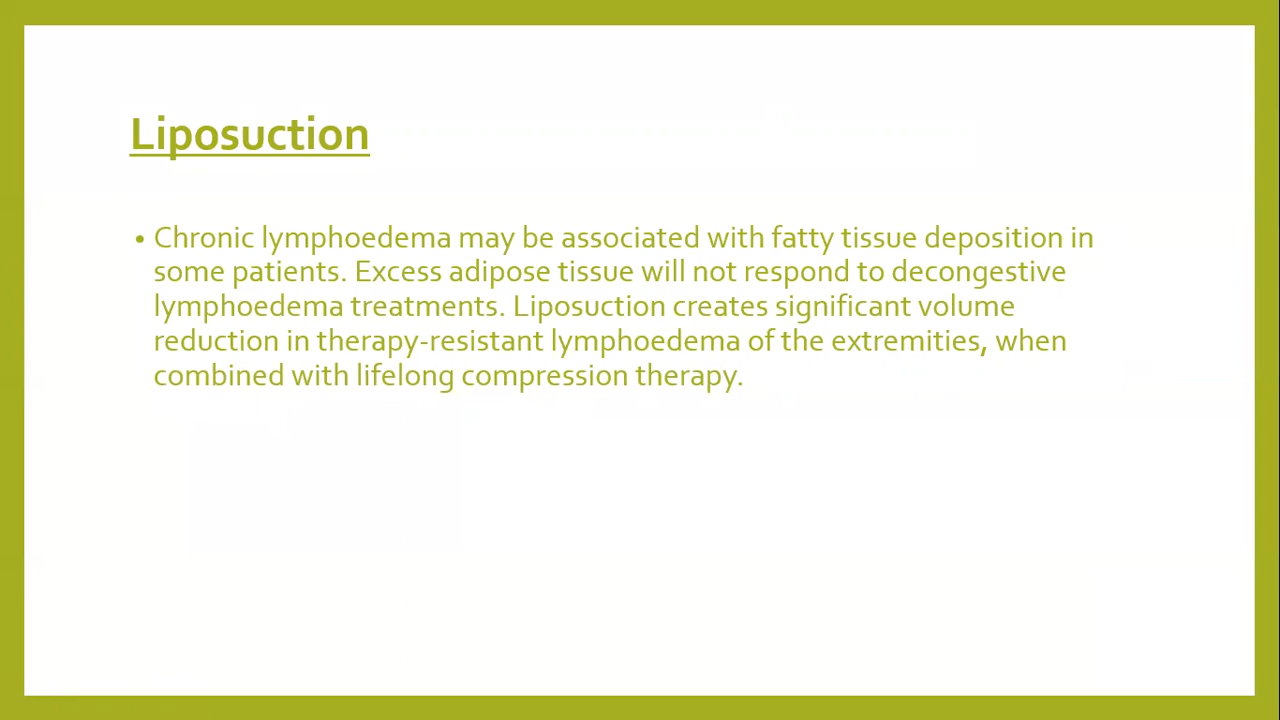 Liposuction
• Chronic lymphoedema may be associated with fatty tissue deposition in
some patients. Excess adipose tissue will not respond to decongestive
lymphoedema treatments. Liposuction creates significant volume
reduction in therapy-resistant lymphoedema of the extremities, when
combined with lifelong compression therapy.